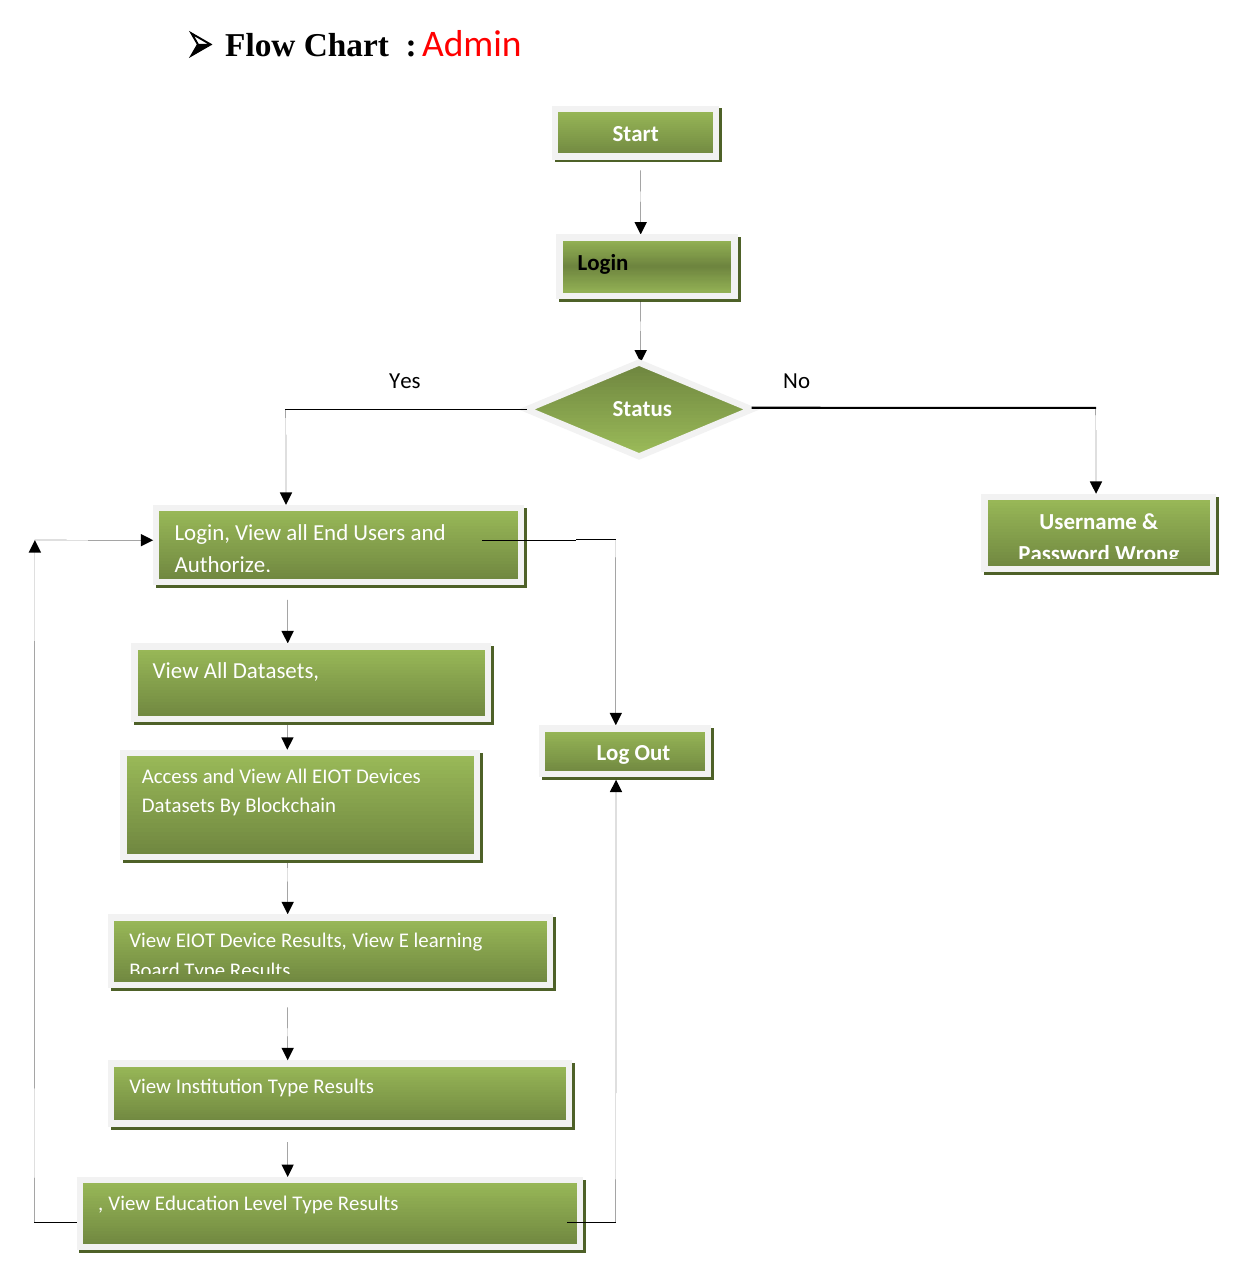 Flow Chart : Admin
Start
Login
Yes
No
Status
Login, View all End Users and
Authorize.
Username &
Password Wrong
View All Datasets,
Log Out
Access and View All EIOT Devices
Datasets By Blockchain
View EIOT Device Results, View E learning
Board Type Results
View Institution Type Results
, View Education Level Type Results